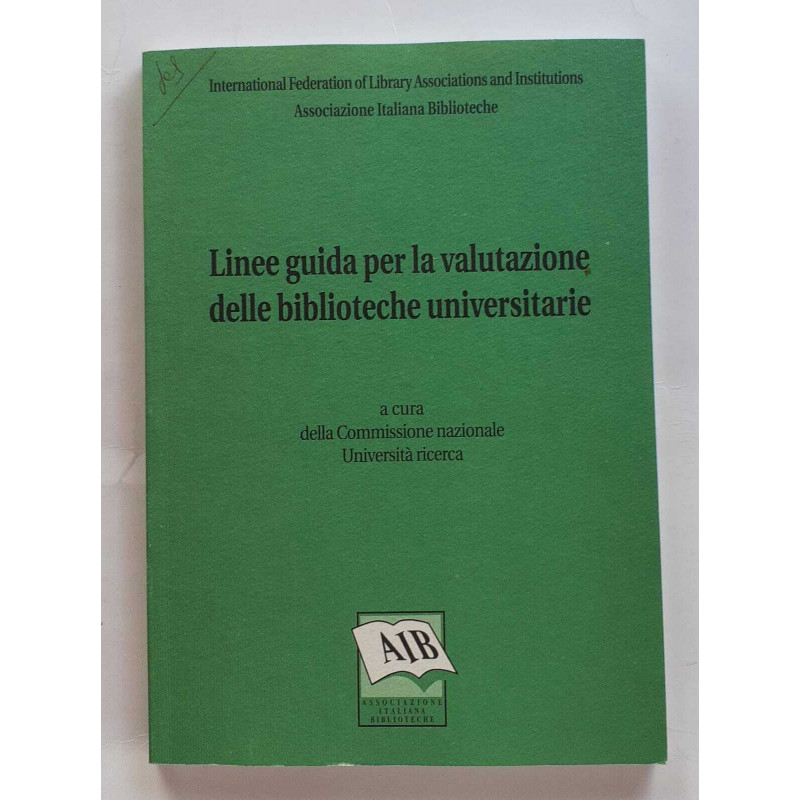 International Federation of Library Associations and Institutions
Associazione Italiana Biblioteche
Linee guida per la valutazione
delle biblioteche universitarie
a cura
della Commissione nazionale
Università ricerca
AIB
ASSOCIAZIONE
ITALIANA
BIBLIOTECHE